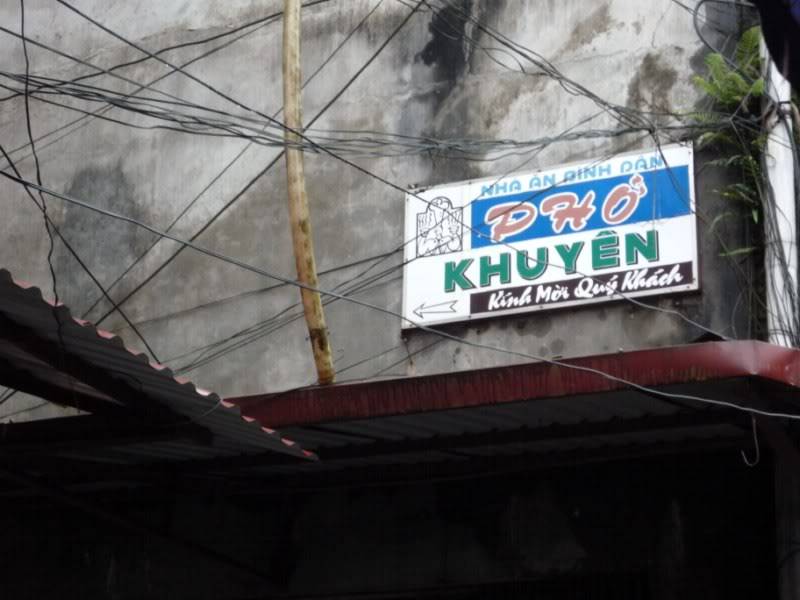 NHÀ ĂN BÌNH DÂN
PHỞ
KHUYÊN
Kính Mời Quý Khách